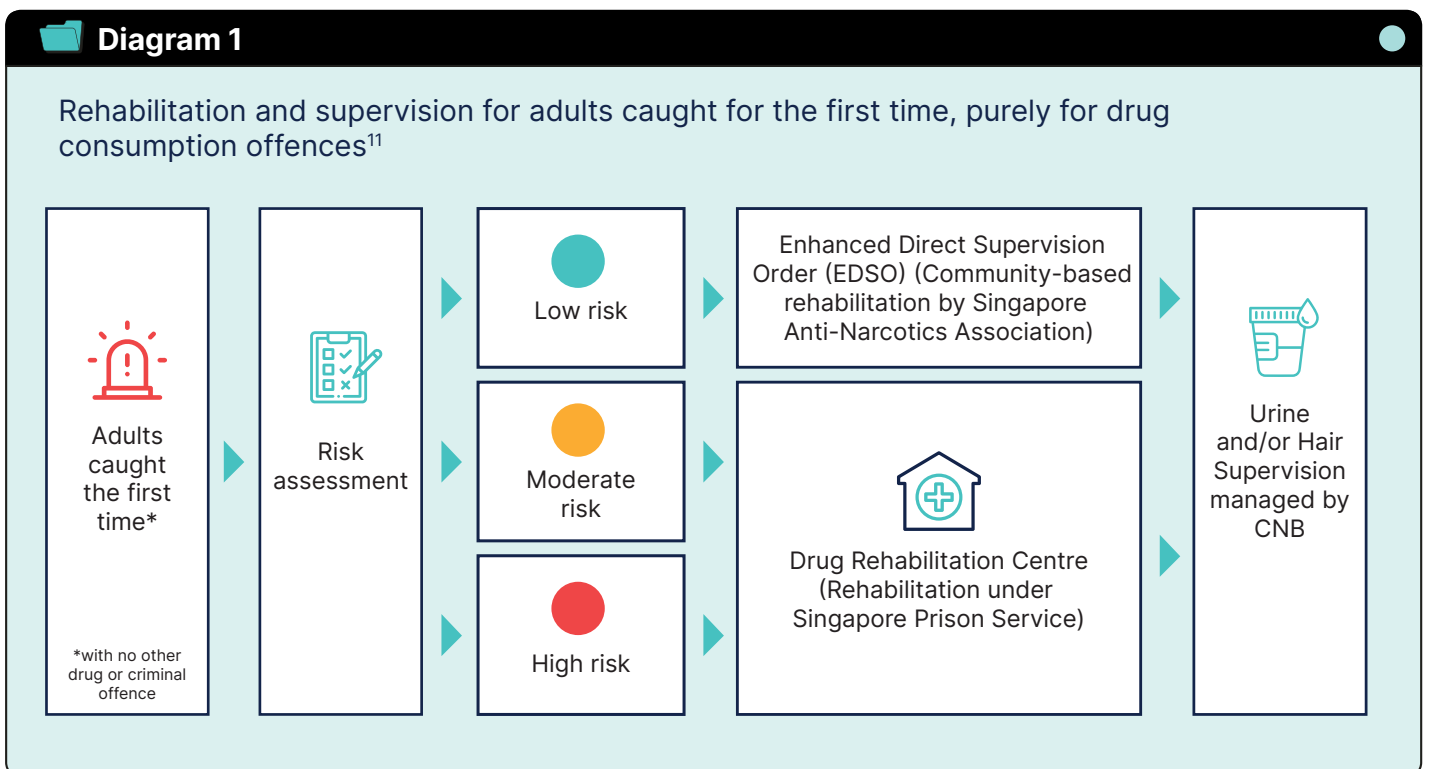 Diagram 1
Rehabilitation and supervision for adults caught for the first time, purely for drug
consumption offences¹¹
Adults
caught
the first
time*
*with no other
drug or criminal
offence
Risk
assessment
Low risk
Moderate
risk
High risk
Enhanced Direct Supervision
Order (EDSO) (Community-based
rehabilitation by Singapore
Anti-Narcotics Association)
Drug Rehabilitation Centre
(Rehabilitation under
Singapore Prison Service)
Urine
and/or Hair
Supervision
managed by
CNB